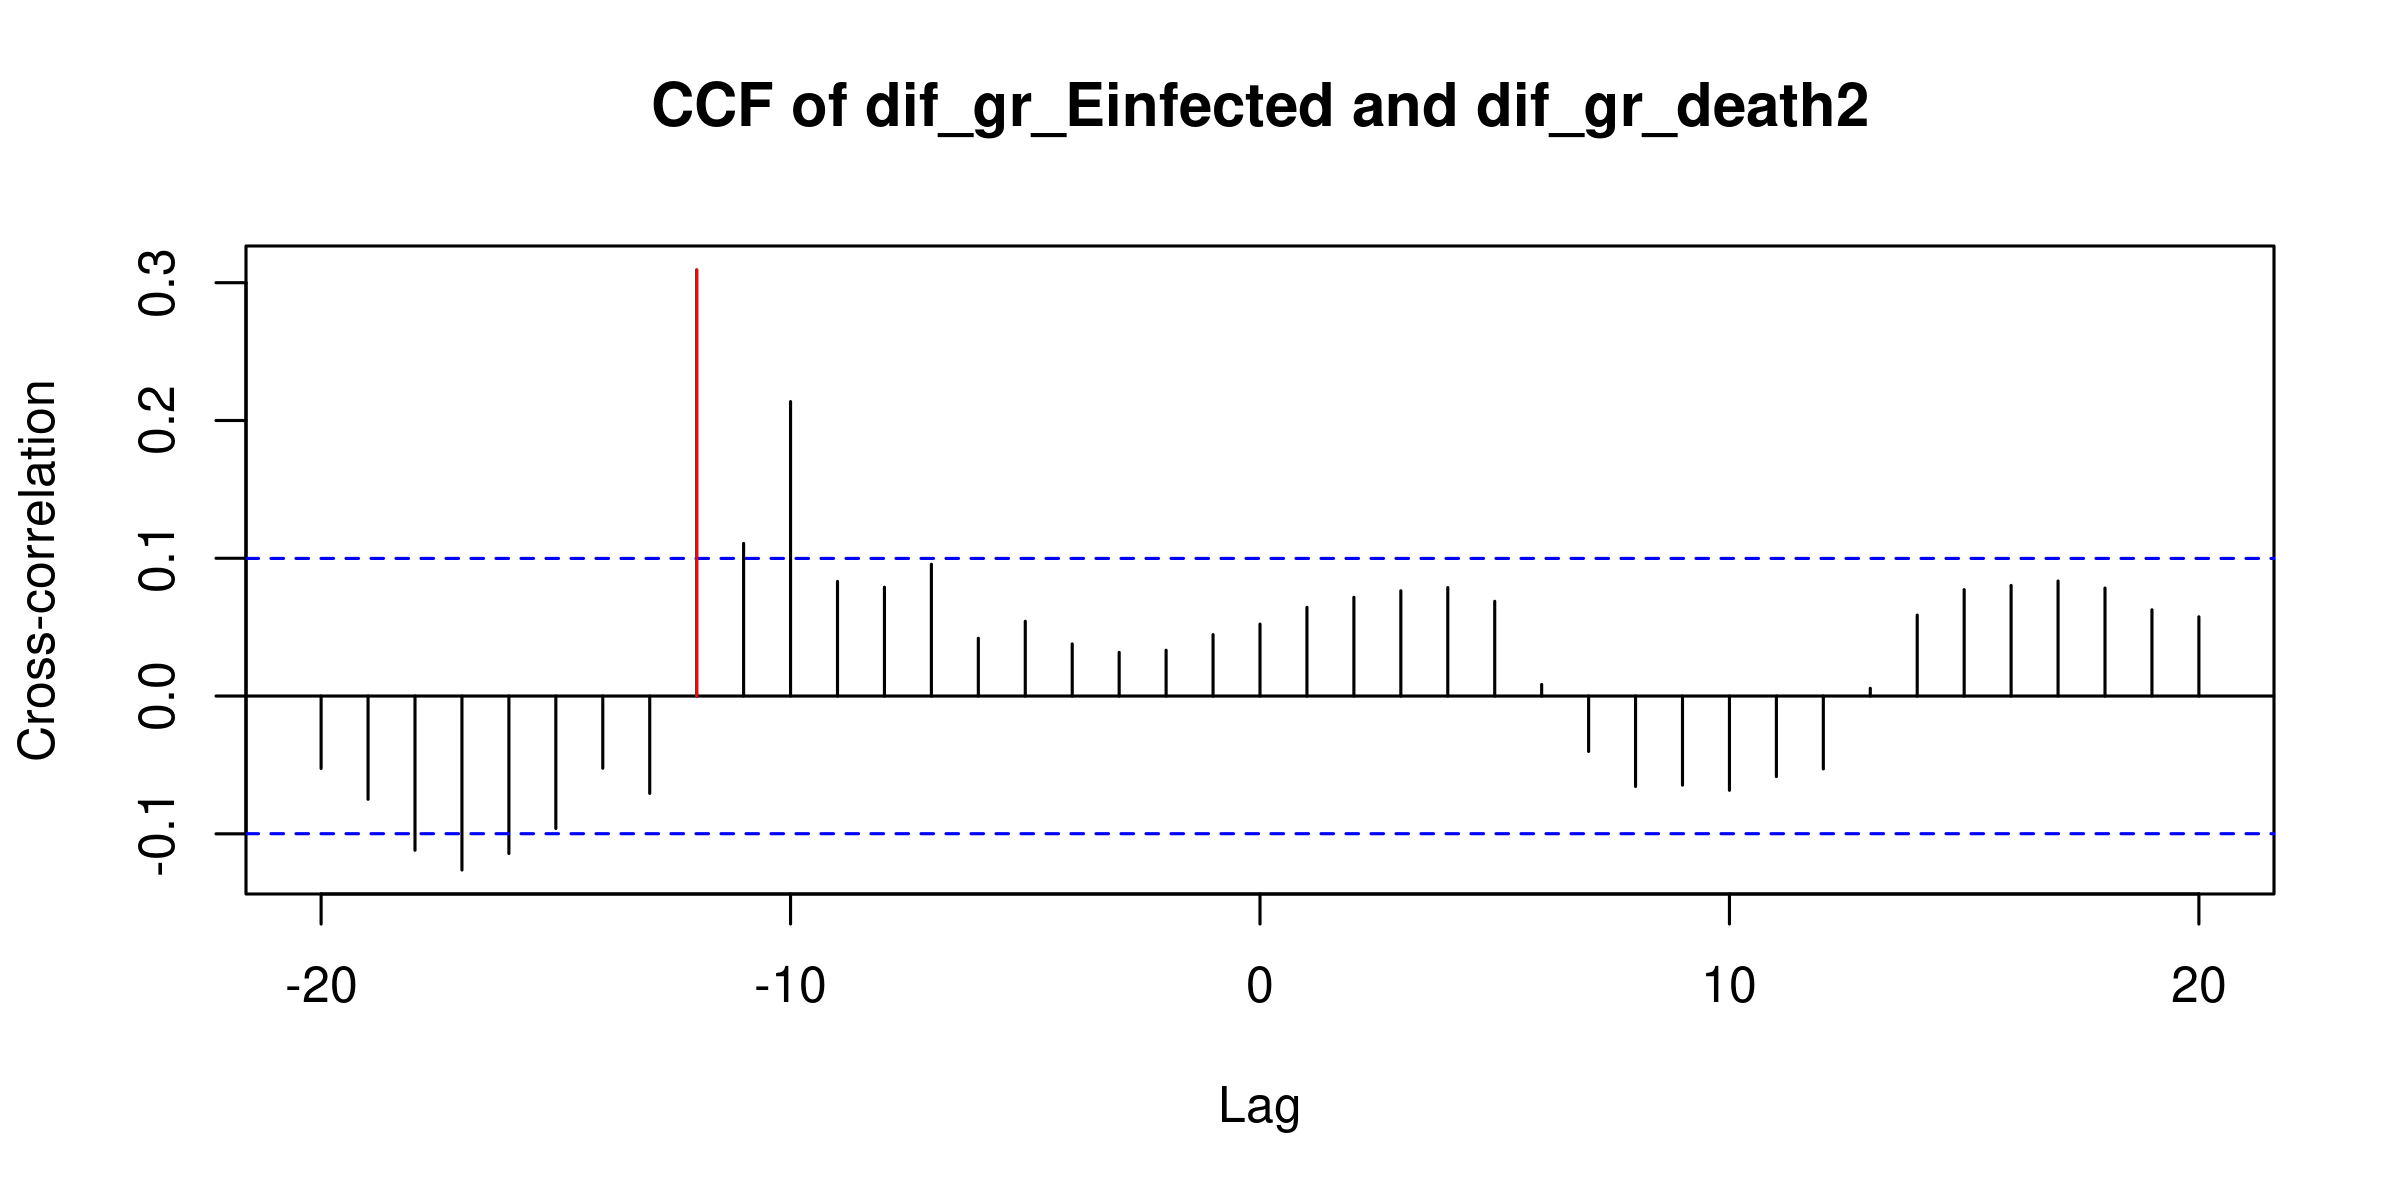 CCF of dif_gr_Einfected and dif_gr_death2
Cross-correlation
0.3
0.2
0.1
0.0
-0.1
-20 -10 0 10 20
Lag